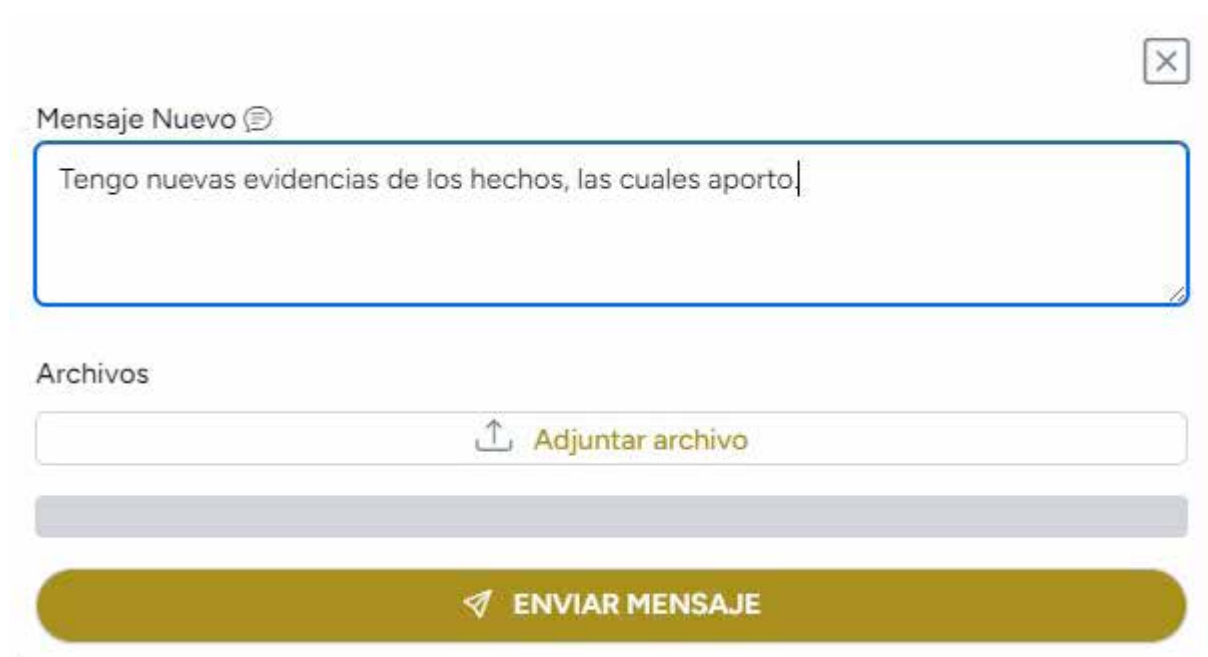 Mensaje Nuevo
Tengo nuevas evidencias de los hechos, las cuales aporto.
Archivos
Adjuntar archivo
ENVIAR MENSAJE